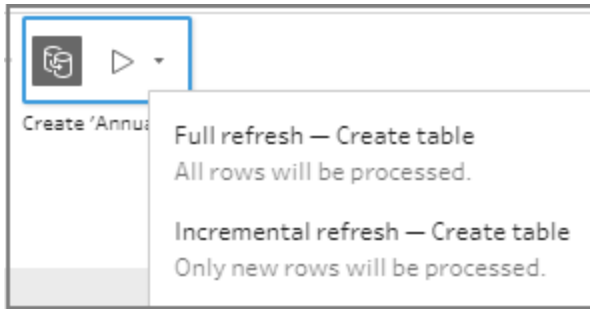 Create 'Annua
Full refresh — Create table
All rows will be processed.
Incremental refresh — Create table
Only new rows will be processed.